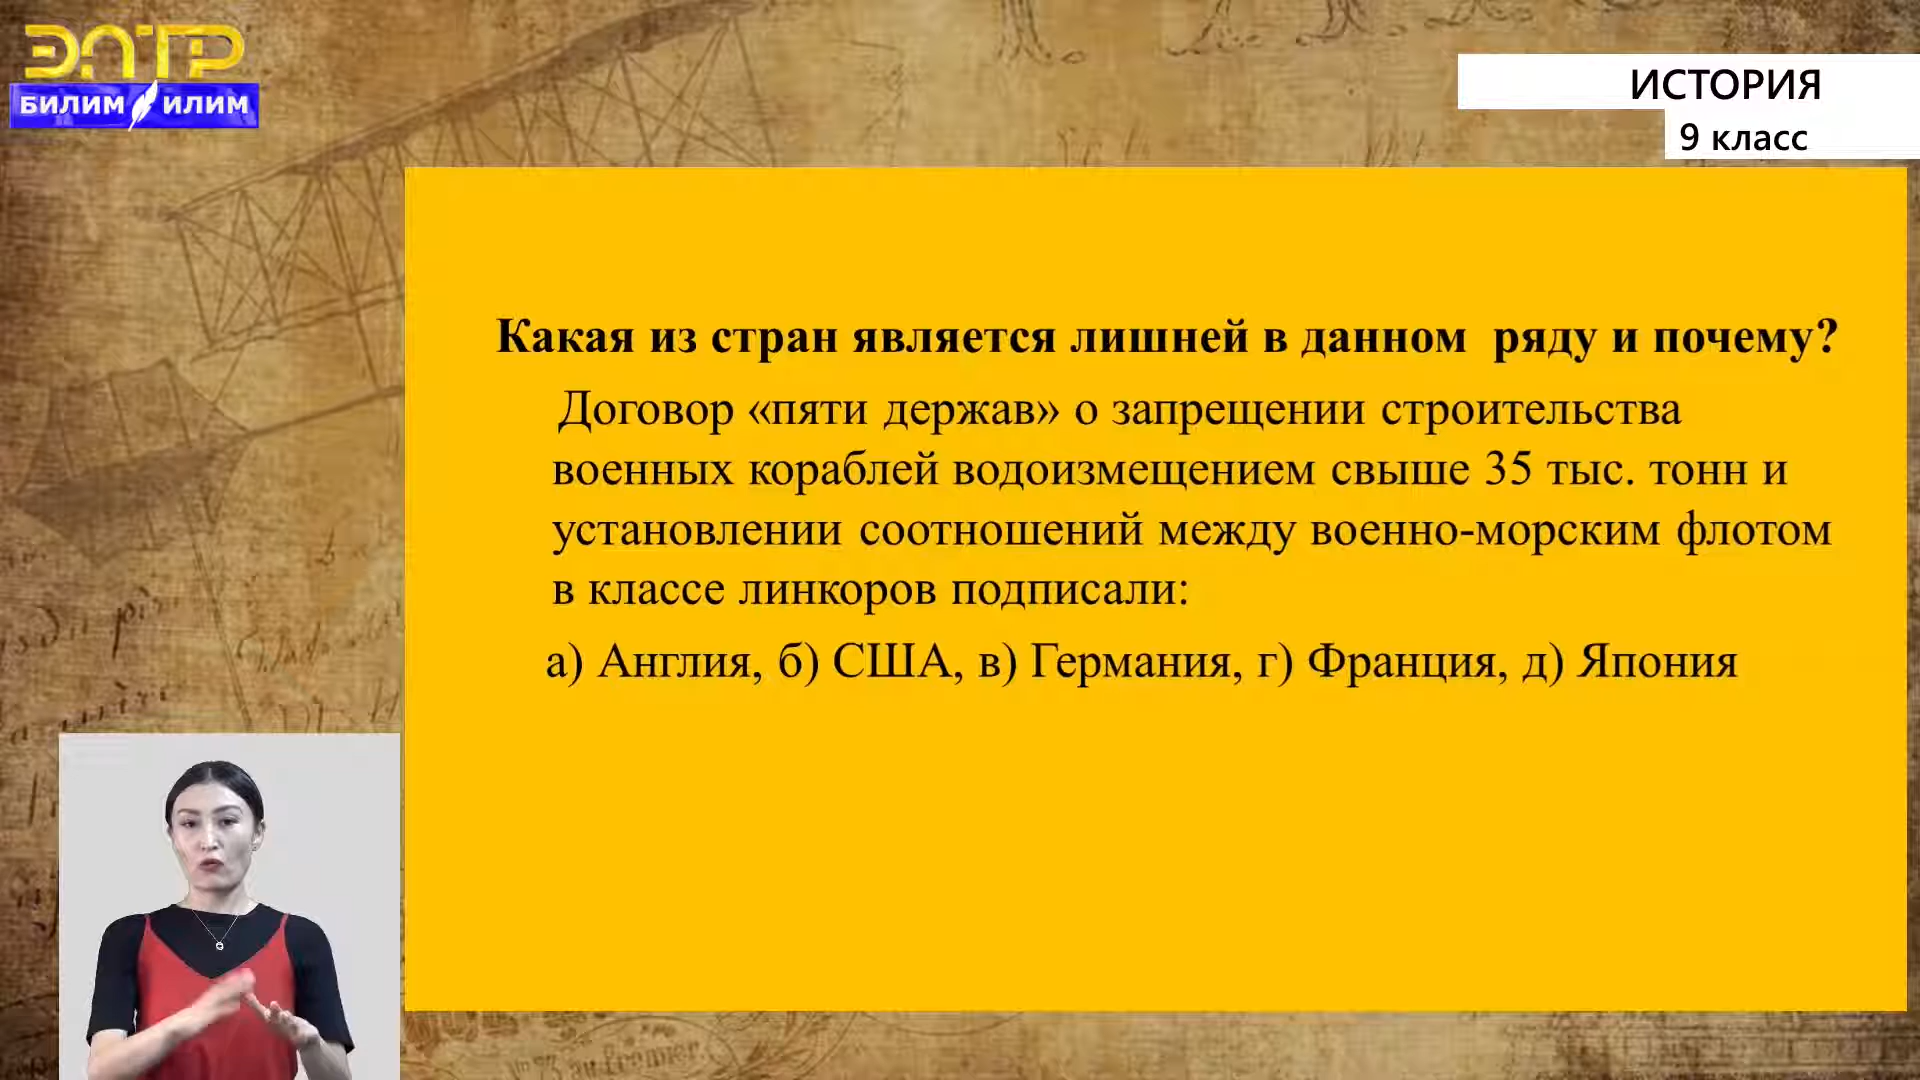 ЭЛТР
БИЛИМ ИЛИМ
ИСТОРИЯ
9 класс
Какая из стран является лишней в данном ряду и почему?
Договор «пяти держав» о запрещении строительства
военных кораблей водоизмещением свыше 35 тыс. тонн и
установлении соотношений между военно-морским флотом
в классе линкоров подписали:
а) Англия, б) США, в) Германия, г) Франция, д) Япония